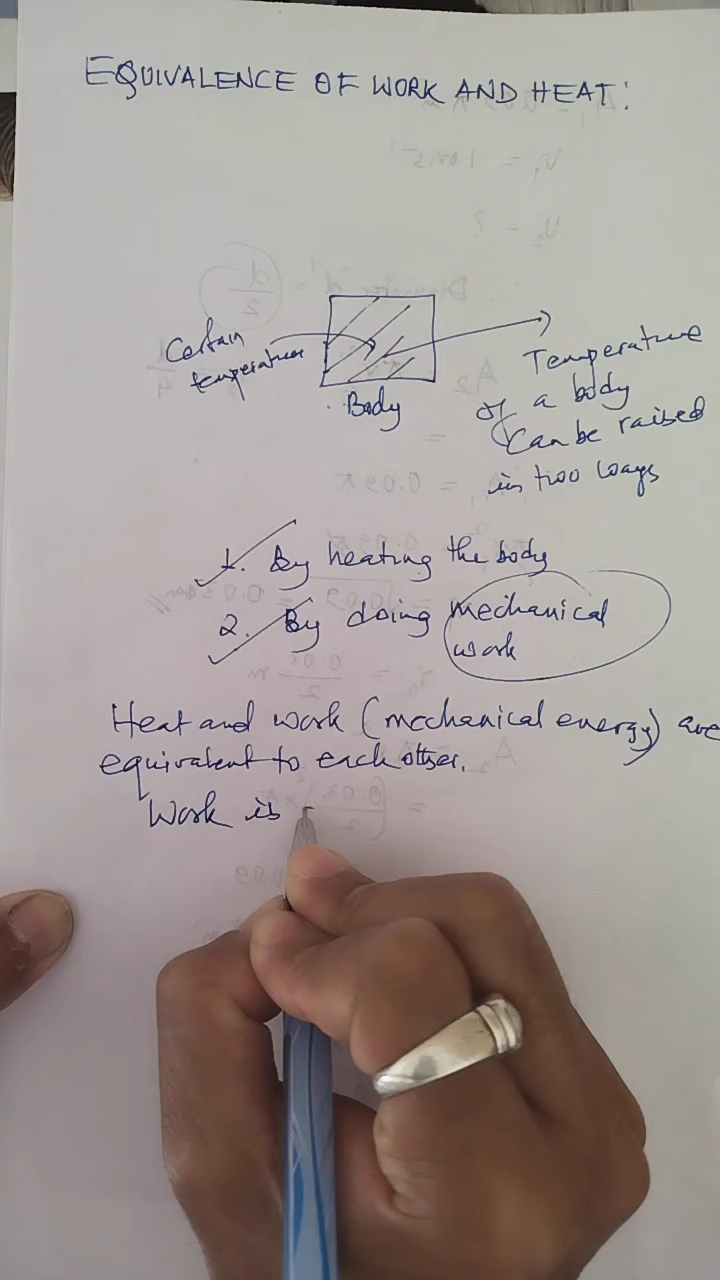 EQUIVALENCE OF WORK AND HEAT:
Certain
temperature
Body
Temperature
of a body
Can be raised
in two ways
1. By heating the body
2. By doing mechanical
work
Heat and work (mechanical energy) are
equivalent to each other.
Work is